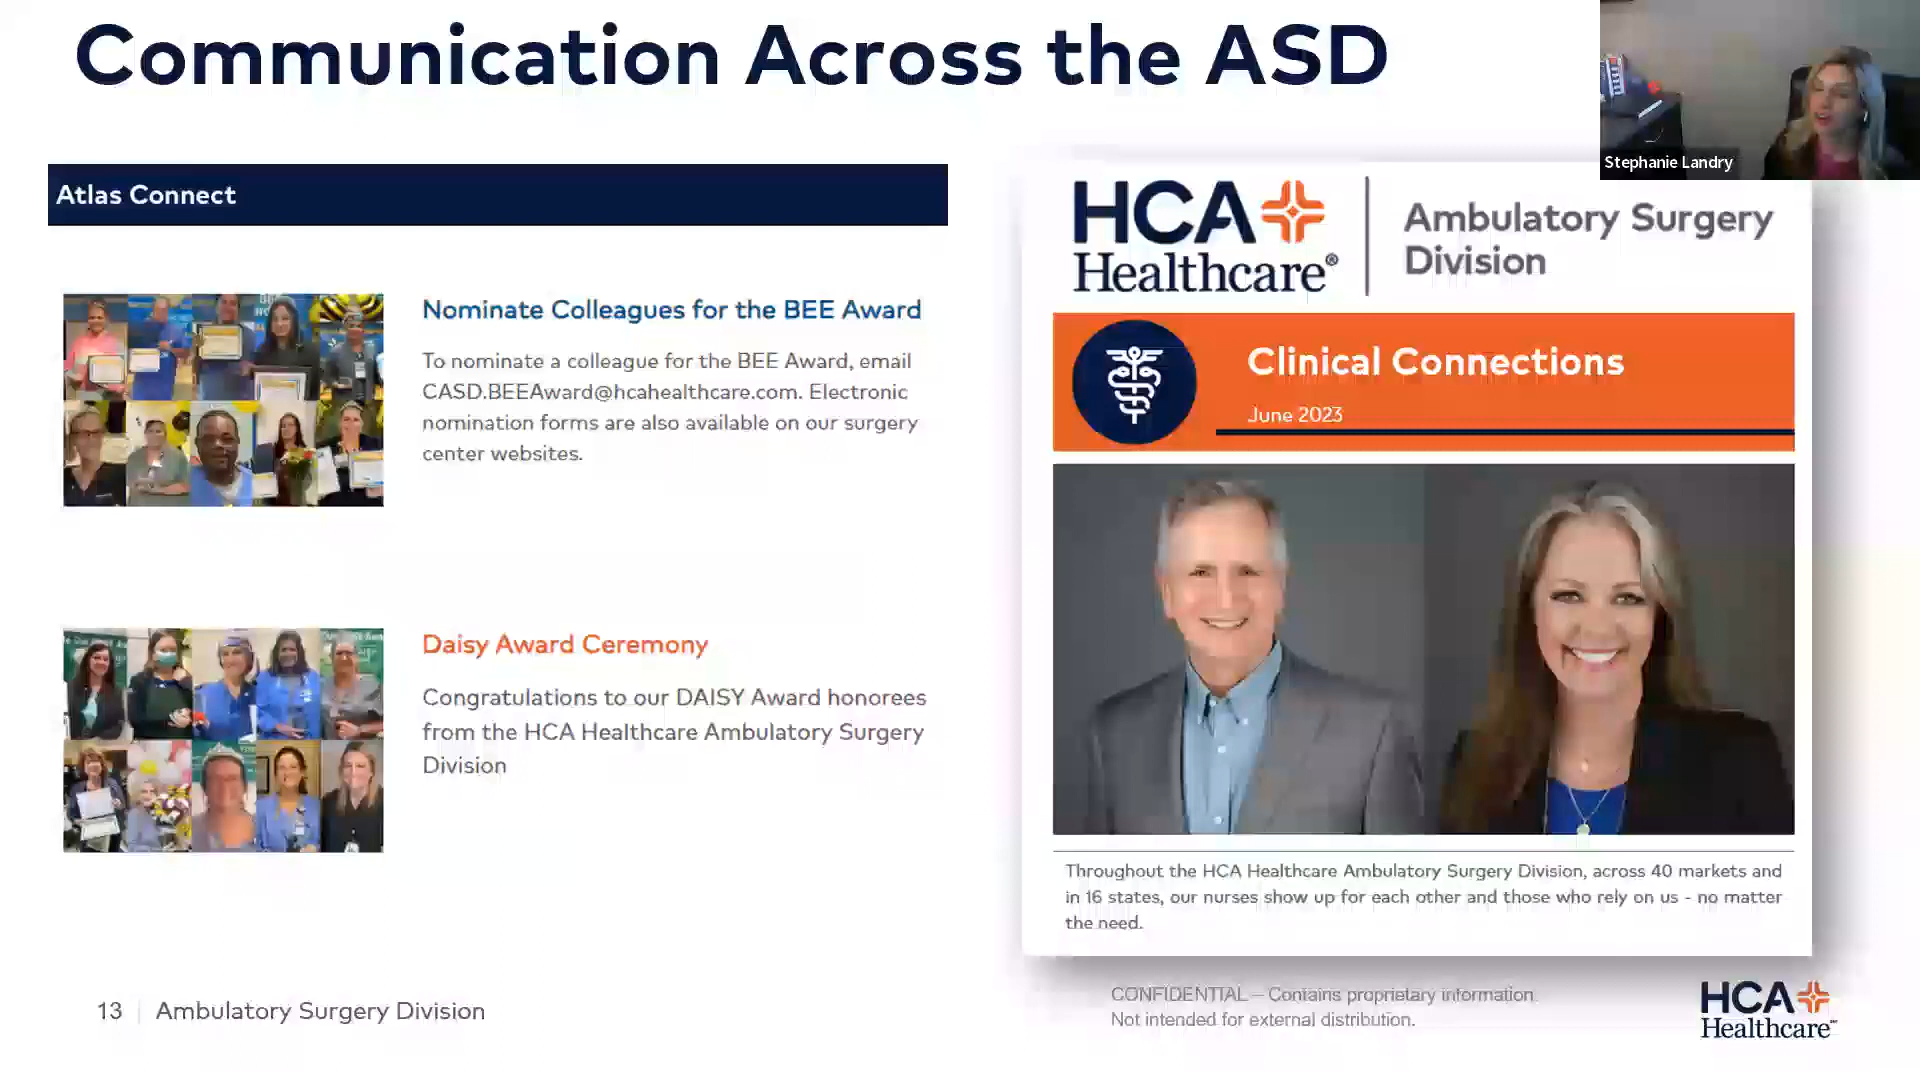 Communication Across the ASD
Stephanie Landry
Atlas Connect
Nominate Colleagues for the BEE Award
To nominate a colleague for the BEE Award, email
CASD.BEEAward@hcahealthcare.com. Electronic
nomination forms are also available on our surgery
center websites.
Daisy Award Ceremony
Congratulations to our DAISY Award honorees
from the HCA Healthcare Ambulatory Surgery
Division
HCA
Healthcare®
Ambulatory Surgery
Division
Clinical Connections
June 2023
Throughout the HCA Healthcare Ambulatory Surgery Division, across 40 markets and
in 16 states, our nurses show up for each other and those who rely on us - no matter
the need.
13 | Ambulatory Surgery Division
CONFIDENTIAL – Contains proprietary information.
Not intended for external distribution.
HCA
Healthcare